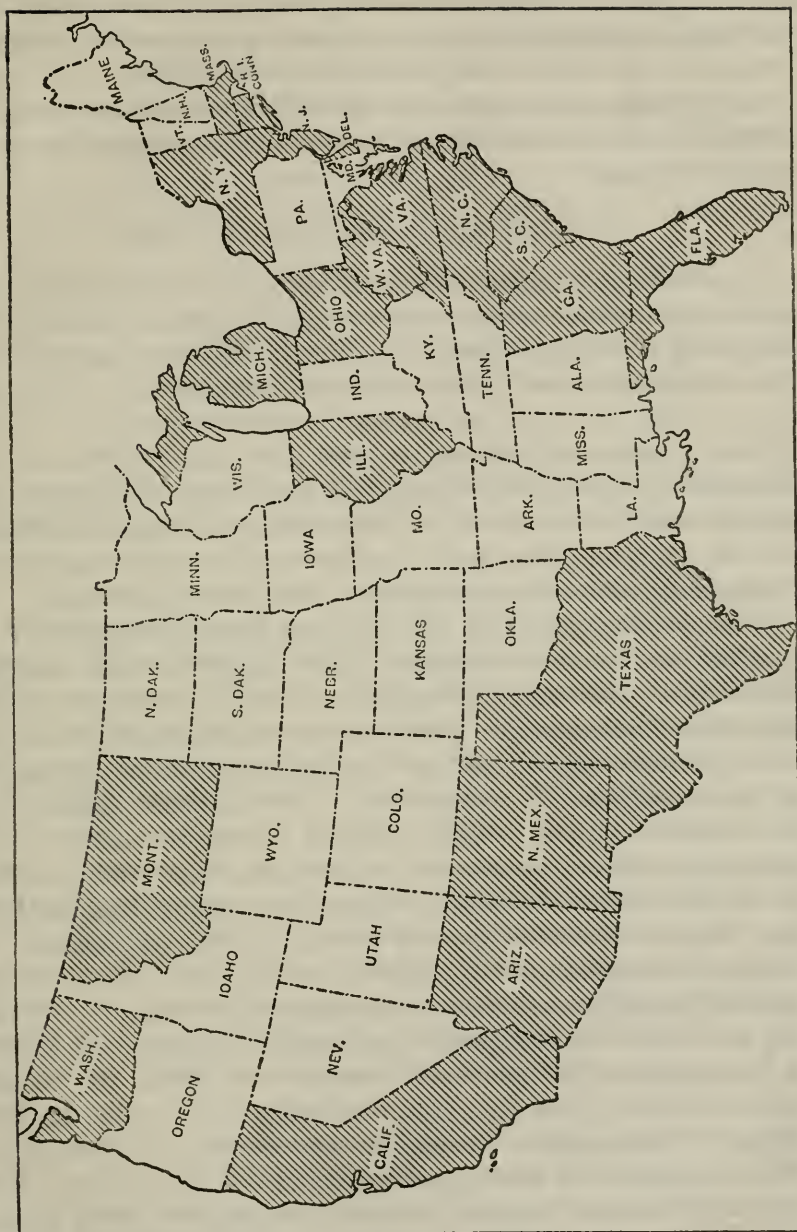 WASH.
OREGON
CALIF.
NEV.
IDAHO
MONT.
WYO.
UTAH
ARIZ.
COLO.
N. MEX.
N. DAK.
S. DAK.
NEBR.
KANSAS
OKLA.
TEXAS
MINN.
IOWA
MO.
ARK.
LA.
WIS.
ILL.
MISS.
MICH.
IND.
KY.
TENN.
ALA.
OHIO
W. VA.
VA.
N. C.
S. C.
GA.
FLA.
PA.
N. Y.
MD.
DEL.
N. J.
VT.
N.H.
MAINE
MASS.
R I.
CONN